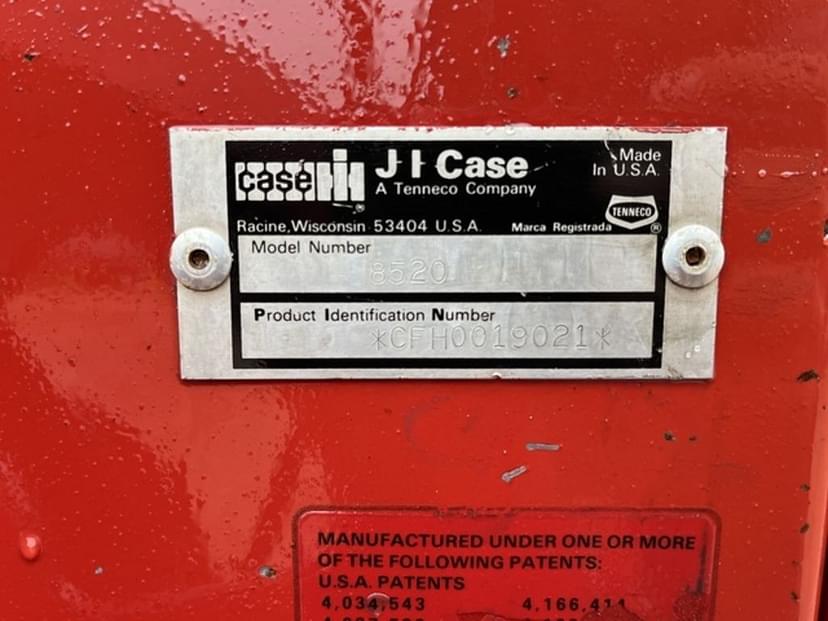 case IH
J I Case
A Tenneco Company
Made
In U.S.A.
TENNECO
Racine, Wisconsin 53404 U.S.A.
Marca Registrada ®
Model Number
8520
Product Identification Number
*CFH0019021*
MANUFACTURED UNDER ONE OR MORE
OF THE FOLLOWING PATENTS:
U.S.A. PATENTS
4,034,543 4,166,411